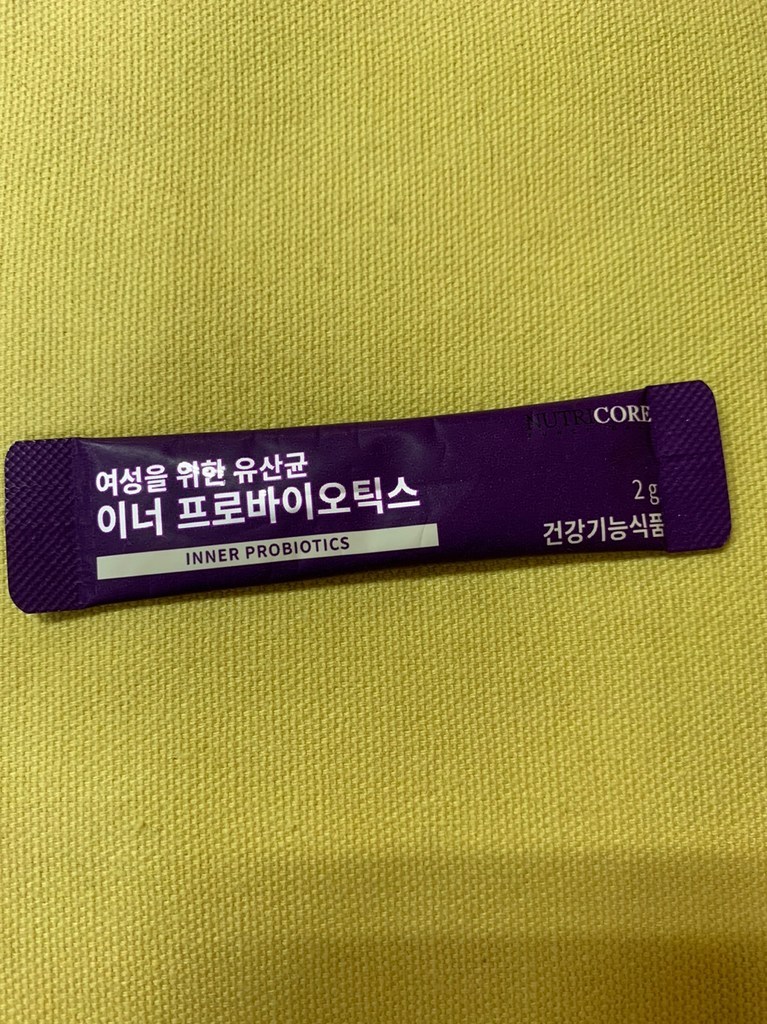 NUTRICORE
여성을 위한 유산균
이너 프로바이오틱스
INNER PROBIOTICS
2g
건강기능식품